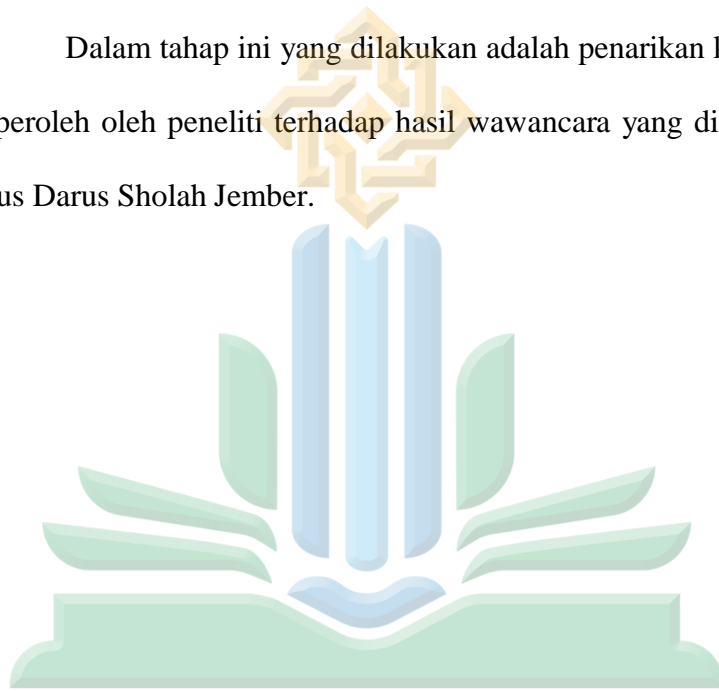 Dalam tahap ini yang dilakukan adalah penarikan
peroleh oleh peneliti terhadap hasil wawancara yang di
us Darus Sholah Jember.